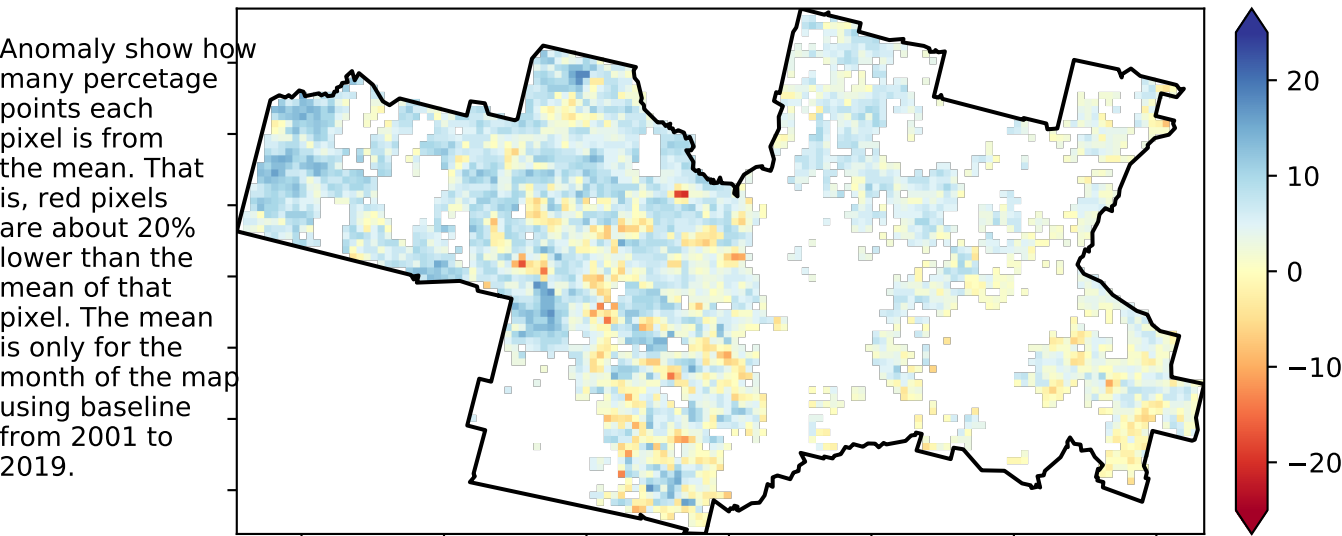 Anomaly show how
many percetage
points each
pixel is from
the mean. That
is, red pixels
are about 20%
lower than the
mean of that
pixel. The mean
is only for the
month of the map
using baseline
from 2001 to
2019.
20
10
0
−10
−20